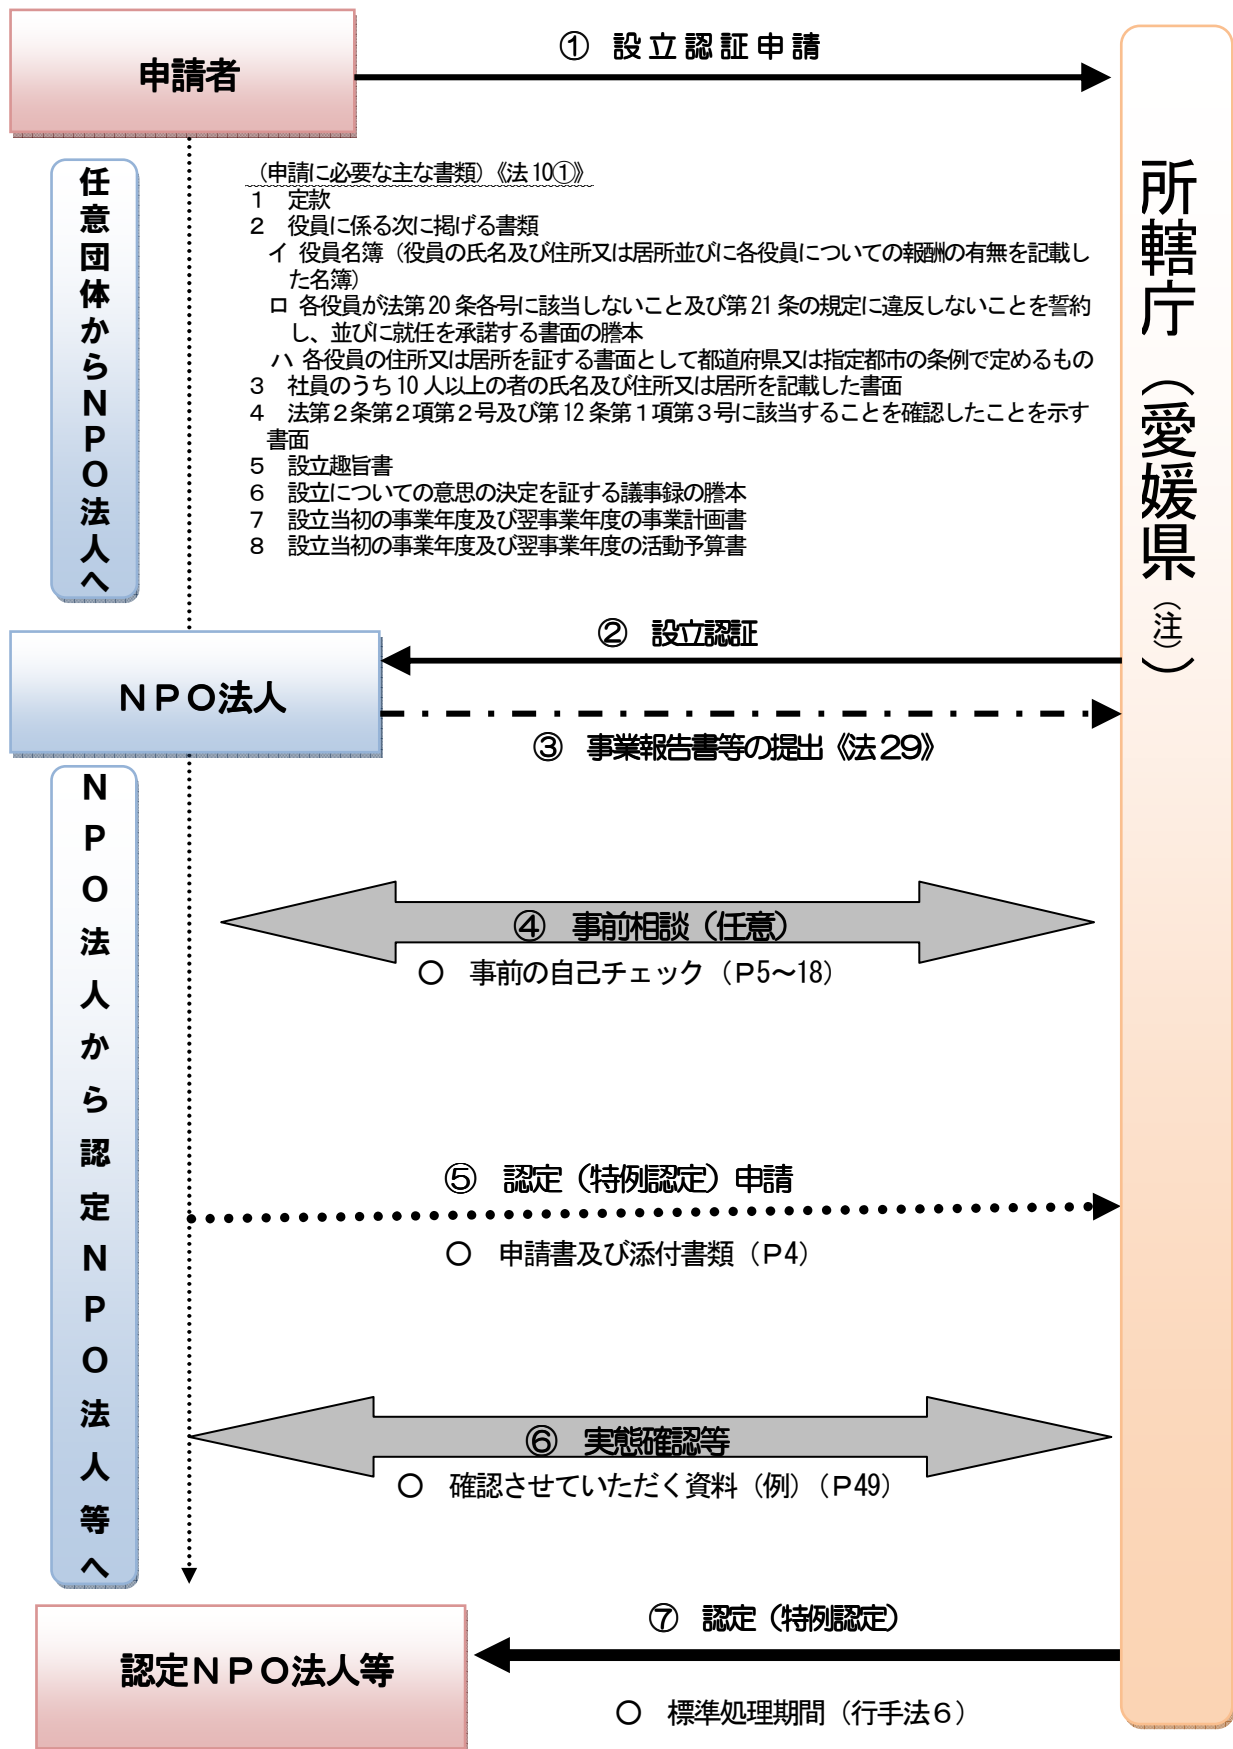 申請者
① 設立認証申請
所轄庁（愛媛県（注））
任意団体からＮＰＯ法人へ
（申請に必要な主な書類）《法10①》
1 定款
2 役員に係る次に掲げる書類
イ 役員名簿（役員の氏名及び住所又は居所並びに各役員についての報酬の有無を記載し
た名簿）
ロ 各役員が法第20条各号に該当しないこと及び第21条の規定に違反しないことを誓約
し、並びに就任を承諾する書面の謄本
ハ 各役員の住所又は居所を証する書面として都道府県又は指定都市の条例で定めるもの
3 社員のうち10人以上の者の氏名及び住所又は居所を記載した書面
4 法第２条第２項第２号及び第12条第１項第３号に該当することを確認したことを示す
書面
5 設立趣旨書
6 設立についての意思の決定を証する議事録の謄本
7 設立当初の事業年度及び翌事業年度の事業計画書
8 設立当初の事業年度及び翌事業年度の活動予算書
② 設立認証
ＮＰＯ法人
③ 事業報告書等の提出《法29》
ＮＰＯ法人から認定ＮＰＯ法人等へ
④ 事前相談（任意）
○ 事前の自己チェック（Ｐ5～18）
⑤ 認定（特例認定）申請
○ 申請書及び添付書類（Ｐ4）
⑥ 実態確認等
○ 確認させていただく資料（例）（Ｐ49）
⑦ 認定（特例認定）
認定ＮＰＯ法人等
○ 標準処理期間（行手法６）